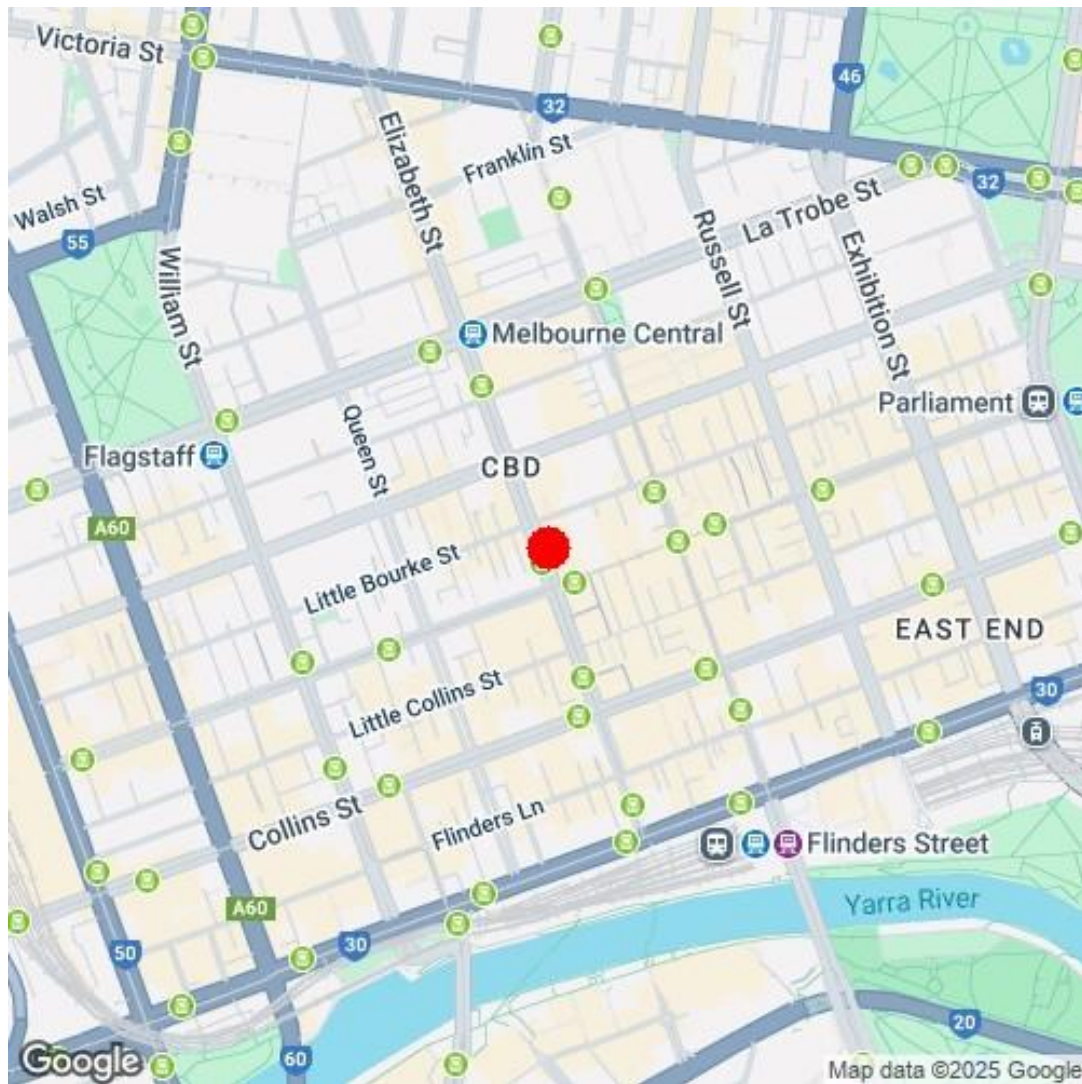 Victoria St
46
32
Elizabeth St
Franklin St
32
Walsh St
La Trobe St
Russell St
55
William St
Exhibition St
Melbourne Central
Parliament
Queen St
Flagstaff
CBD
A60
Little Bourke St
EAST END
Little Collins St
30
Collins St
Flinders Ln
Flinders Street
A60
Yarra River
30
50
20
60
Google
Map data ©2025 Google